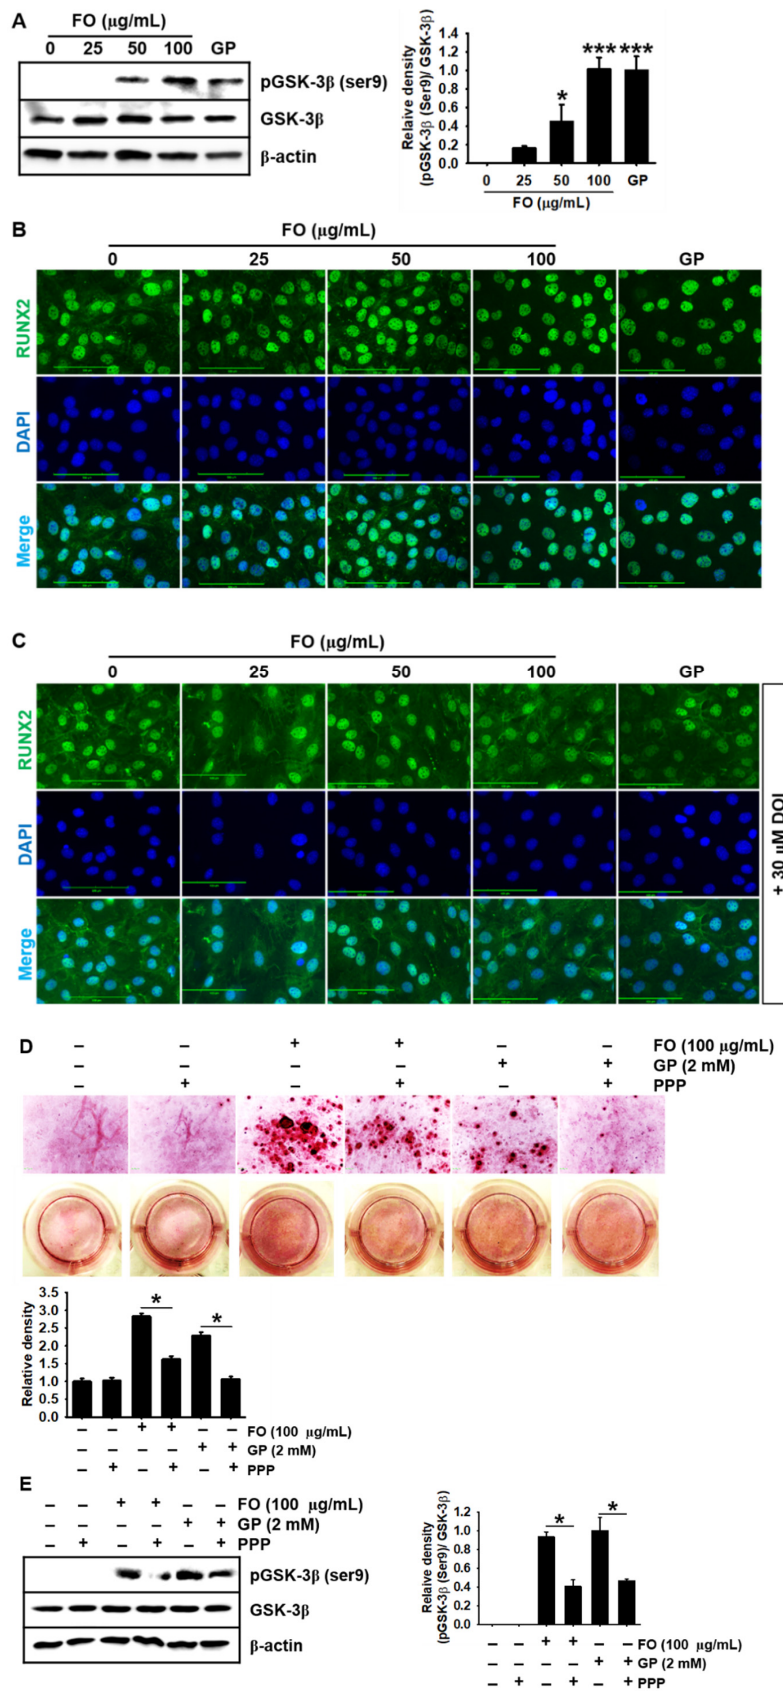 A
FO (μg/mL)
0 25 50 100 GP
pGSK-3β (ser9)
GSK-3β
β-actin
Relaive density
(pGSK-3β (Ser9)/ GSK-3β)
1.4
1.2
1.0
0.8
0.6
0.4
0.2
0.0
* *** ***
0 25 50 100 GP
FO (μg/mL)
B
FO (μg/mL)
0 25 50 100 GP
RUNX2
DAPI
Merge
C
FO (μg/mL)
0 25 50 100 GP
RUNX2
DAPI
Merge
+ 30 μM DOI
D
– – + + – – FO (100 μg/mL)
– – – – + + GP (2 mM)
– + – + – + PPP
Relative density
3.5
3.0
2.5
2.0
1.5
1.0
0.5
0.0
* *
– – + + – – FO (100 μg/mL)
– – – – + + GP (2 mM)
– + – + – + PPP
E
– – + + – – FO (100 μg/mL)
– – – – + + GP (2 mM)
– + – + – + PPP
pGSK-3β (ser9)
GSK-3β
β-actin
Relaive density
(pGSK-3β (Ser9)/ GSK-3β)
1.2
1.0
0.8
0.6
0.4
0.2
0.0
* *
– – + + – – FO (100 μg/mL)
– – – – + + GP (2 mM)
– + – + – + PPP